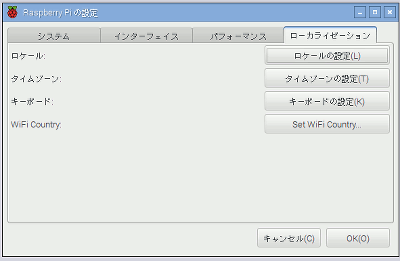 Raspberry Pi の設定
システム インターフェイス パフォーマンス ローカライゼーション
ロケール: ロケールの設定(L)
タイムゾーン: タイムゾーンの設定(T)
キーボード: キーボードの設定(K)
WiFi Country: Set WiFi Country...
キャンセル(C) OK(O)